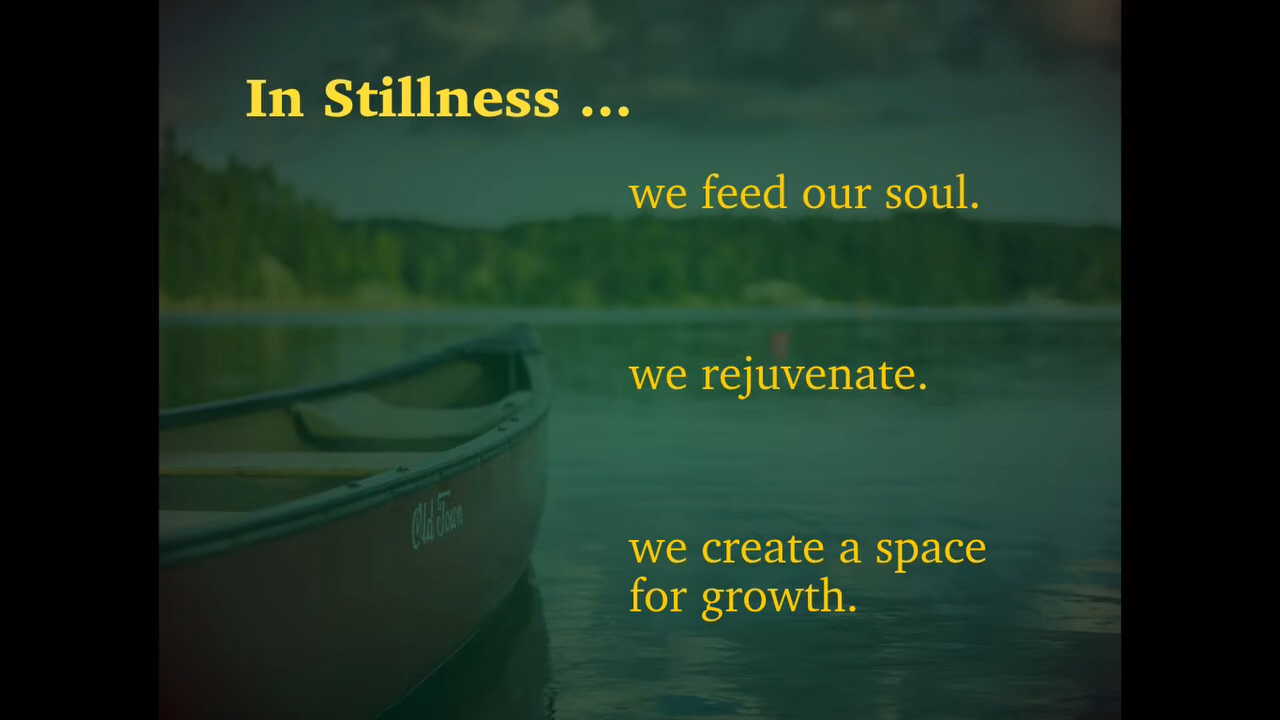 In Stillness ...
we feed our soul.
we rejuvenate.
Old Town
we create a space
for growth.